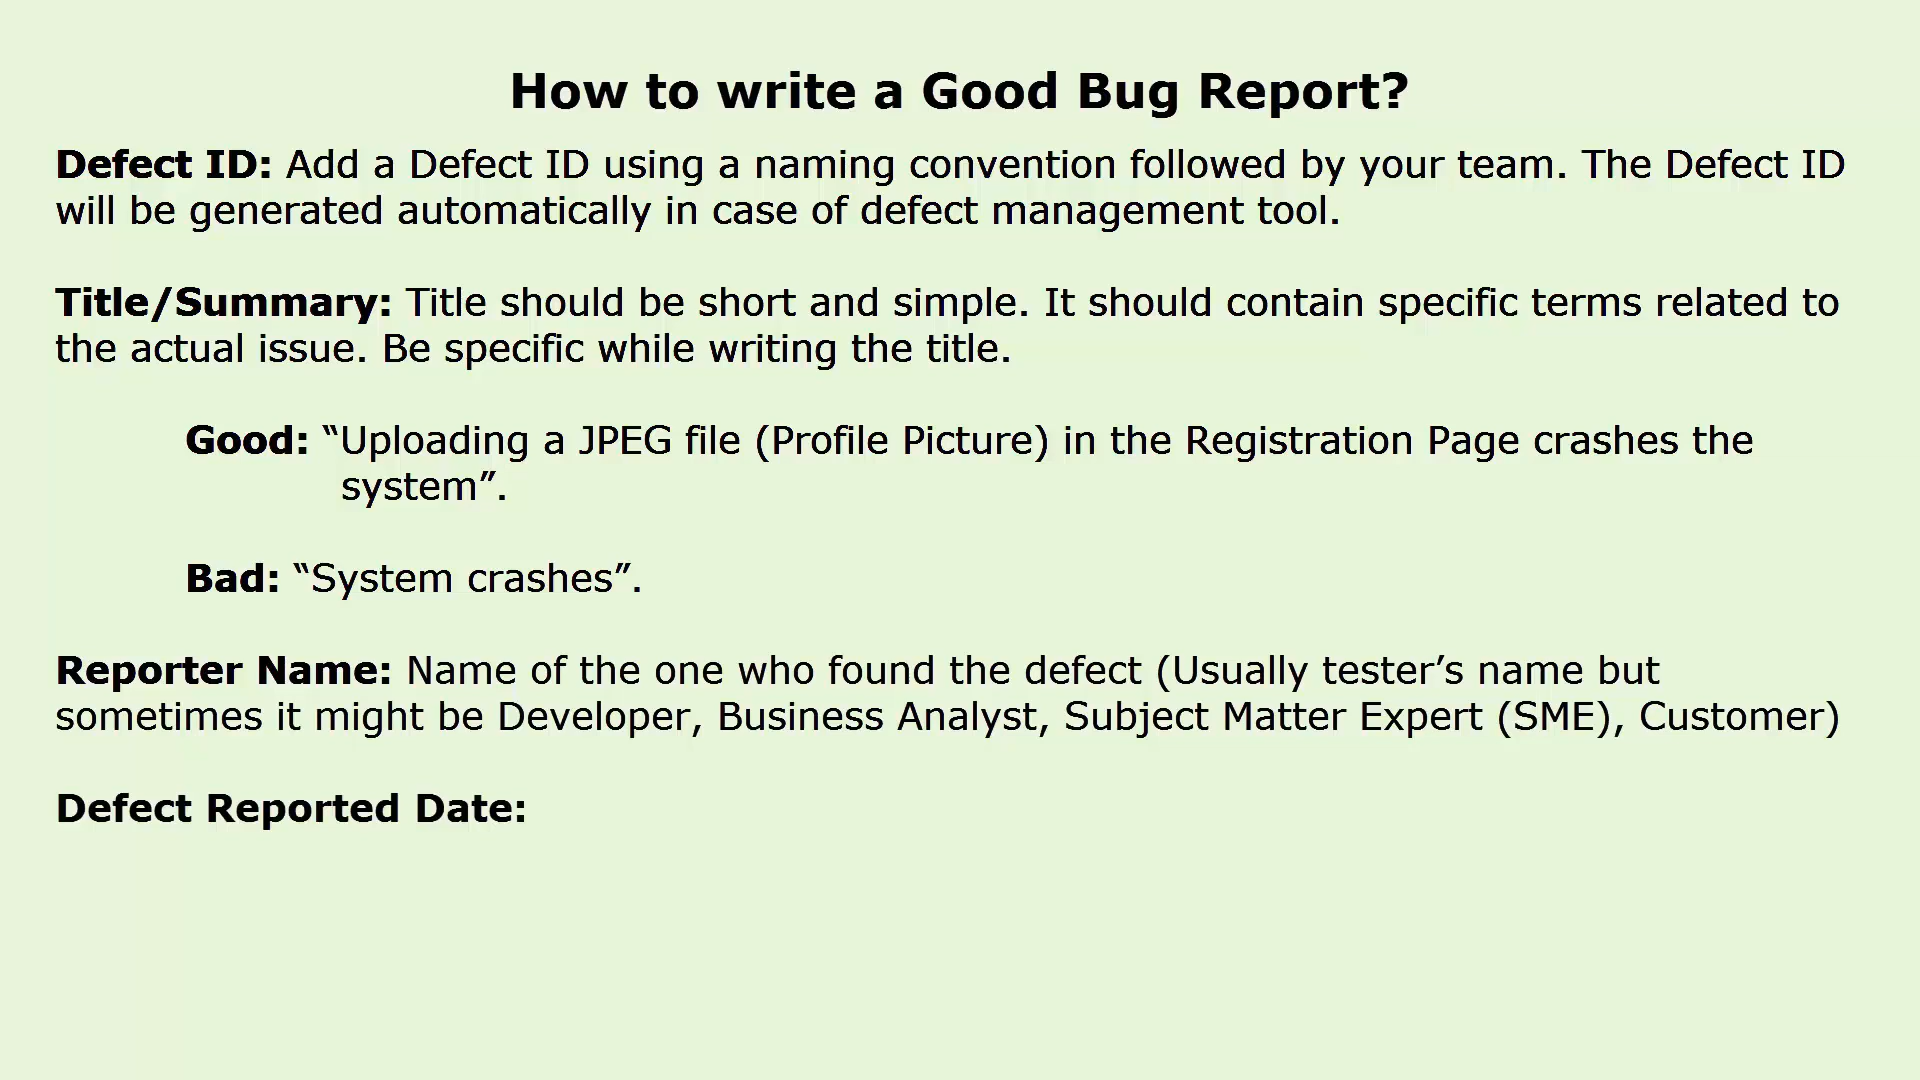 How to write a Good Bug Report?
Defect ID: Add a Defect ID using a naming convention followed by your team. The Defect ID
will be generated automatically in case of defect management tool.
Title/Summary: Title should be short and simple. It should contain specific terms related to
the actual issue. Be specific while writing the title.
Good: “Uploading a JPEG file (Profile Picture) in the Registration Page crashes the
system”.
Bad: “System crashes”.
Reporter Name: Name of the one who found the defect (Usually tester’s name but
sometimes it might be Developer, Business Analyst, Subject Matter Expert (SME), Customer)
Defect Reported Date: